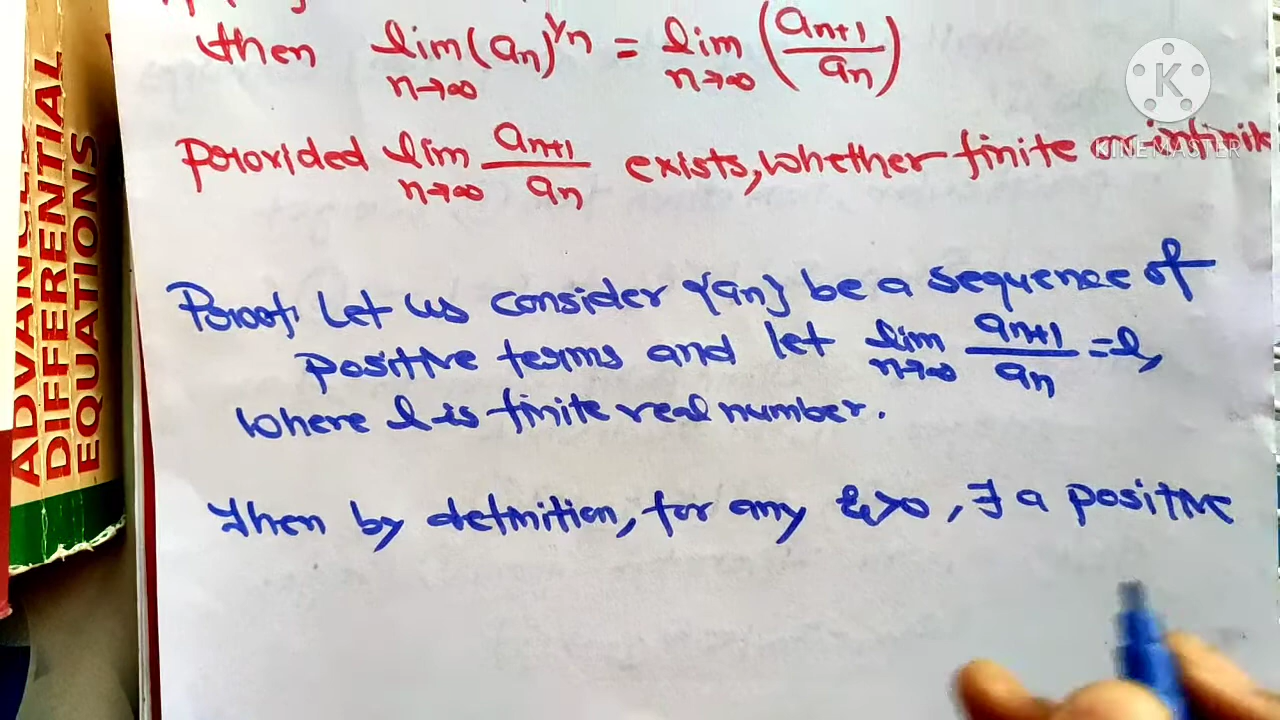 then lim n→∞ (an)^1/n = lim n→∞ (an+1/an)
provided lim n→∞ an+1/an exists, whether finite or infinite
Proof: Let us consider {an} be a sequence of
positive terms and let lim n→∞ an+1/an = l,
where l is finite real number.
Then by definition, for any ε>0, ∃ a positive
K
KINEMASTER
DIFFERENTIAL
EQUATIONS